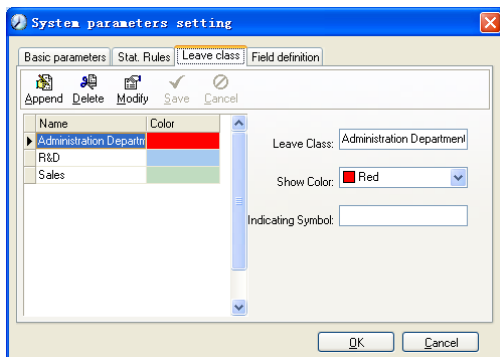 System parameters setting
Basic parameters Stat. Rules Leave class Field definition
Append Delete Modify Save Cancel
Name Color
Administration Departm
R&D
Sales
Leave Class: Administration Department
Show Color: Red
Indicating Symbol:
OK Cancel